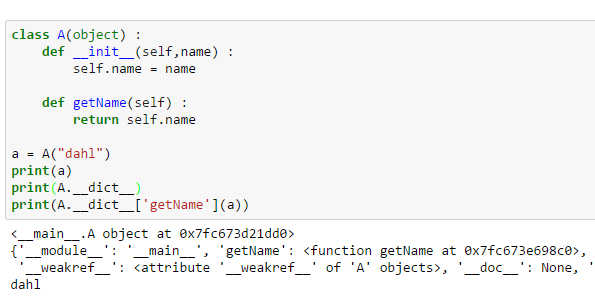 class A(object) :
    def __init__(self,name) :
        self.name = name
    def getName(self) :
        return self.name
a = A("dahl")
print(a)
print(A.__dict__)
print(A.__dict__['getName'](a))
<__main__.A object at 0x7fc673d21dd0>
{'__module__': '__main__', 'getName': <function getName at 0x7fc673e698c0>,
 '__weakref__': <attribute '__weakref__' of 'A' objects>, '__doc__': None, '
dahl